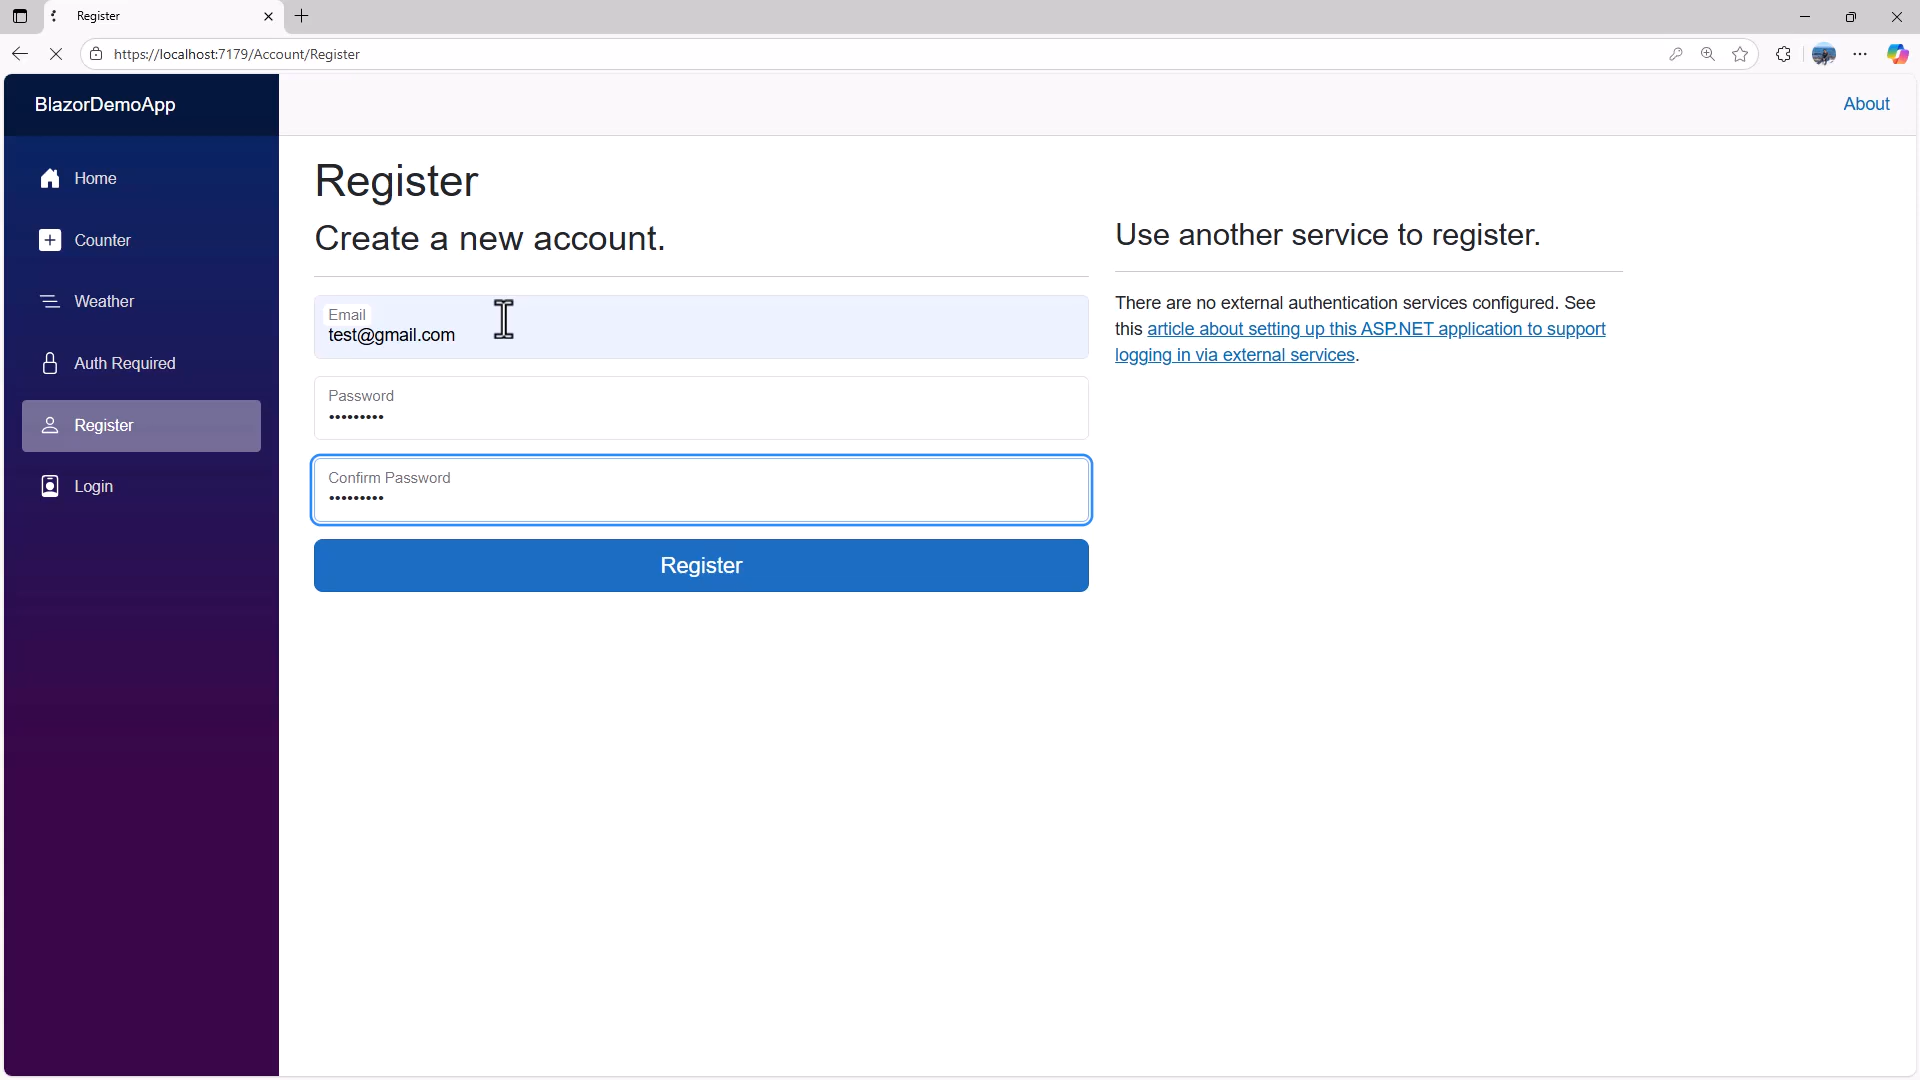 Register
https://localhost:7179/Account/Register
BlazorDemoApp
About
Home
Counter
Weather
Auth Required
Register
Login
Register
Create a new account.
Email
test@gmail.com
Password
•••••••••
Confirm Password
•••••••••
Register
Use another service to register.
There are no external authentication services configured. See
this article about setting up this ASP.NET application to support
logging in via external services.